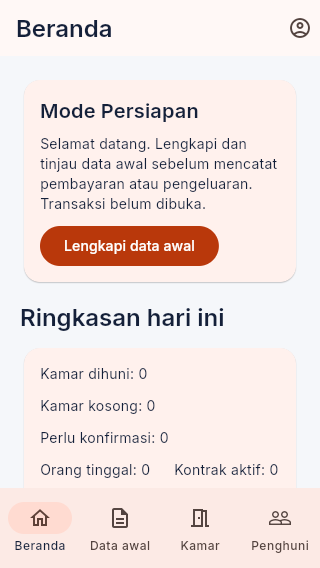 Beranda
Mode Persiapan
Selamat datang. Lengkapi dan
tinjau data awal sebelum mencatat
pembayaran atau pengeluaran.
Transaksi belum dibuka.
Lengkapi data awal
Ringkasan hari ini
Kamar dihuni: 0
Kamar kosong: 0
Perlu konfirmasi: 0
Orang tinggal: 0 Kontrak aktif: 0
Beranda Data awal Kamar Penghuni